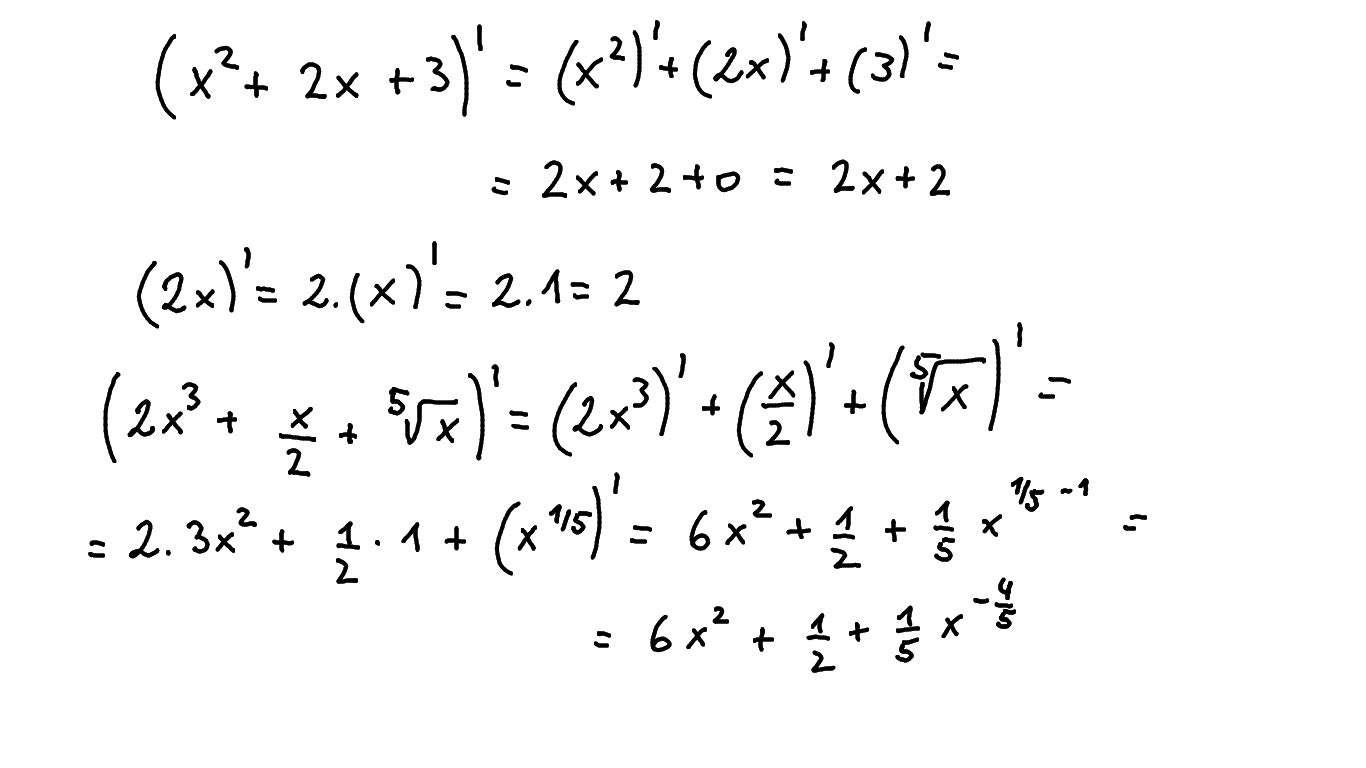 (x² + 2x + 3)' = (x²)' + (2x)' + (3)' =
= 2x + 2 + 0 = 2x + 2
(2x)' = 2.(x)' = 2.1 = 2
(2x³ + x/2 + ⁵√x)' = (2x³)' + (x/2)' + (⁵√x)' =
= 2.3x² + 1/2 · 1 + (x^(1/5))' = 6x² + 1/2 + 1/5 x^(1/5 - 1) =
= 6x² + 1/2 + 1/5 x^(-4/5)